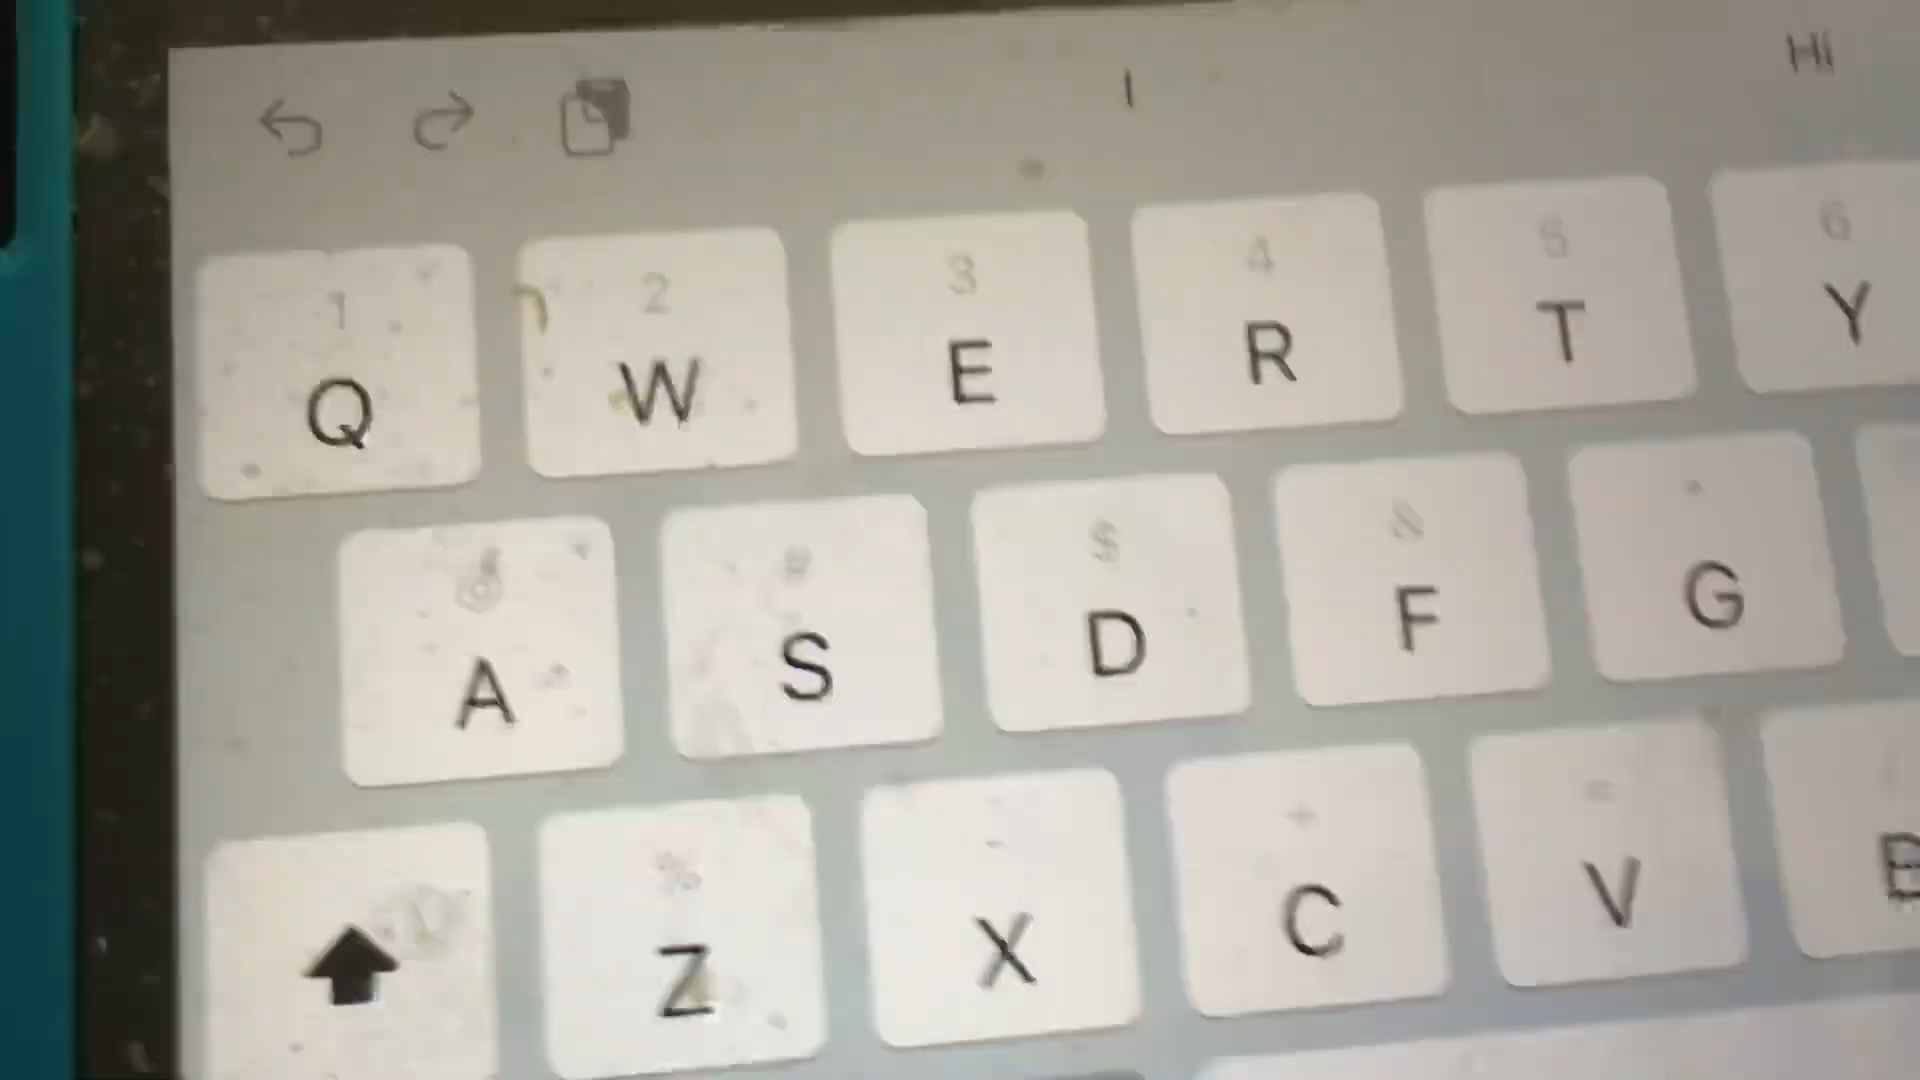 I Hi
1 2 3 4 5 6
Q W E R T Y
@ # $
A S D F G
% - + =
Z X C V B